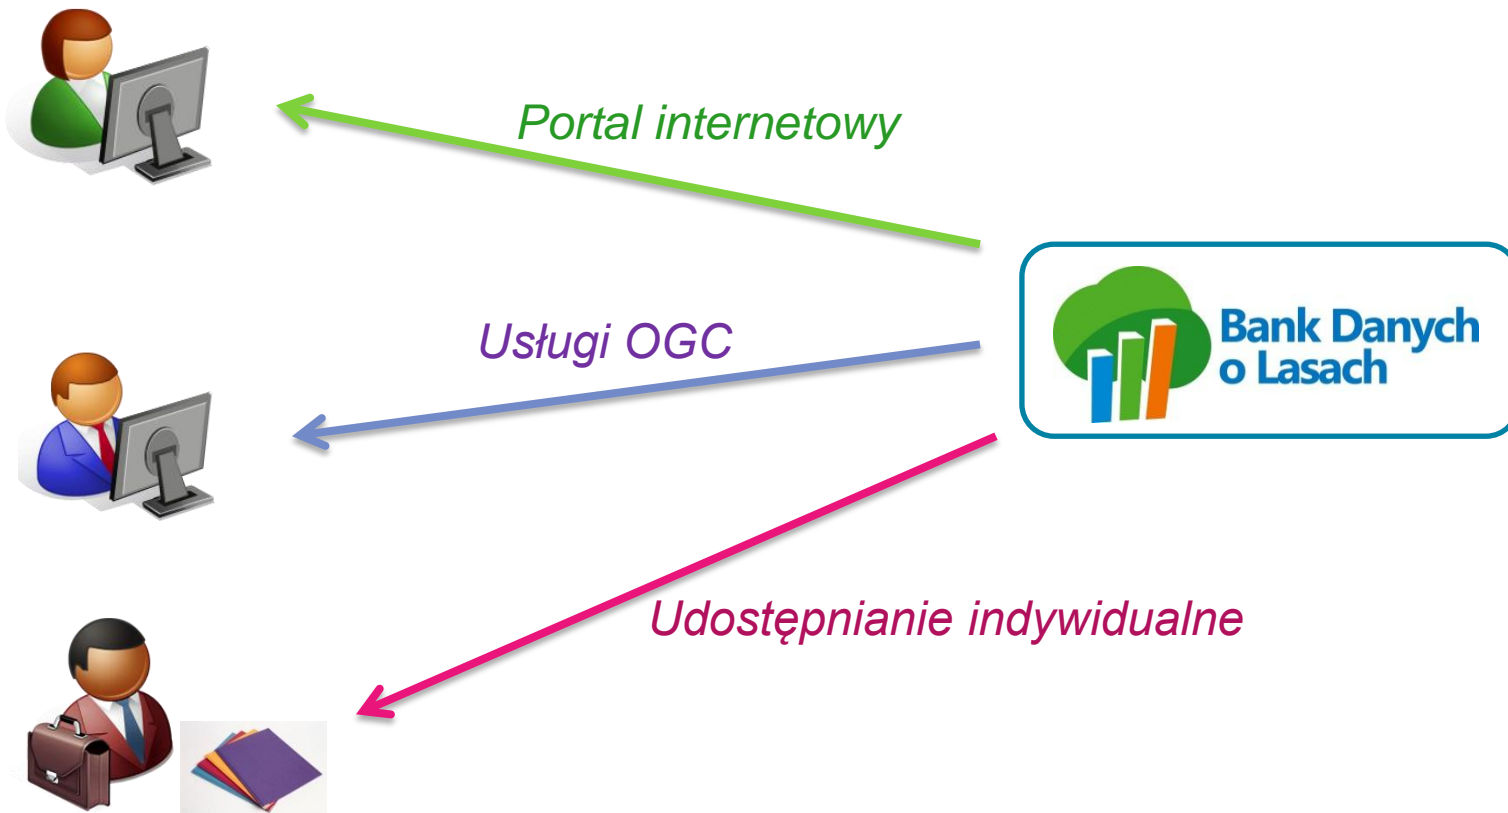 Portal internetowy
Usługi OGC
Bank Danych
o Lasach
Udostępnianie indywidualne